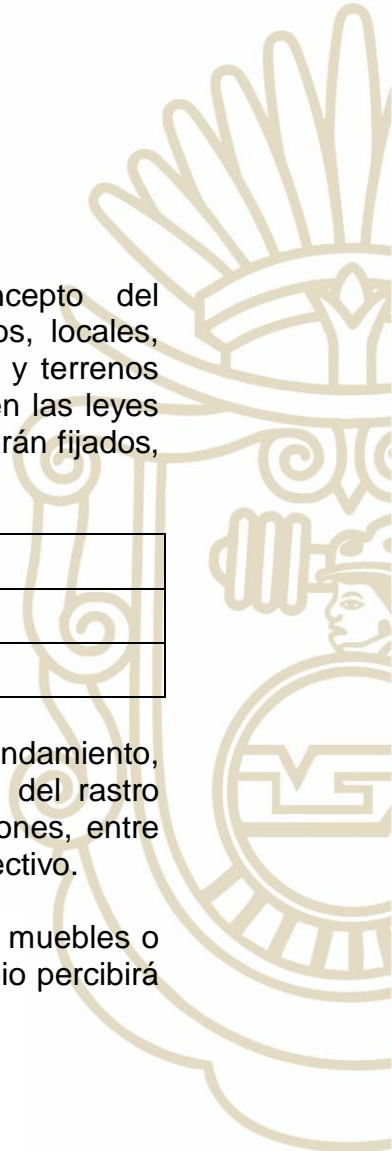 ncepto del
os, locales,
y terrenos
en las leyes
rán fijados,
ndamiento,
del rastro
ones, entre
ectivo.
muebles o
io percibirá